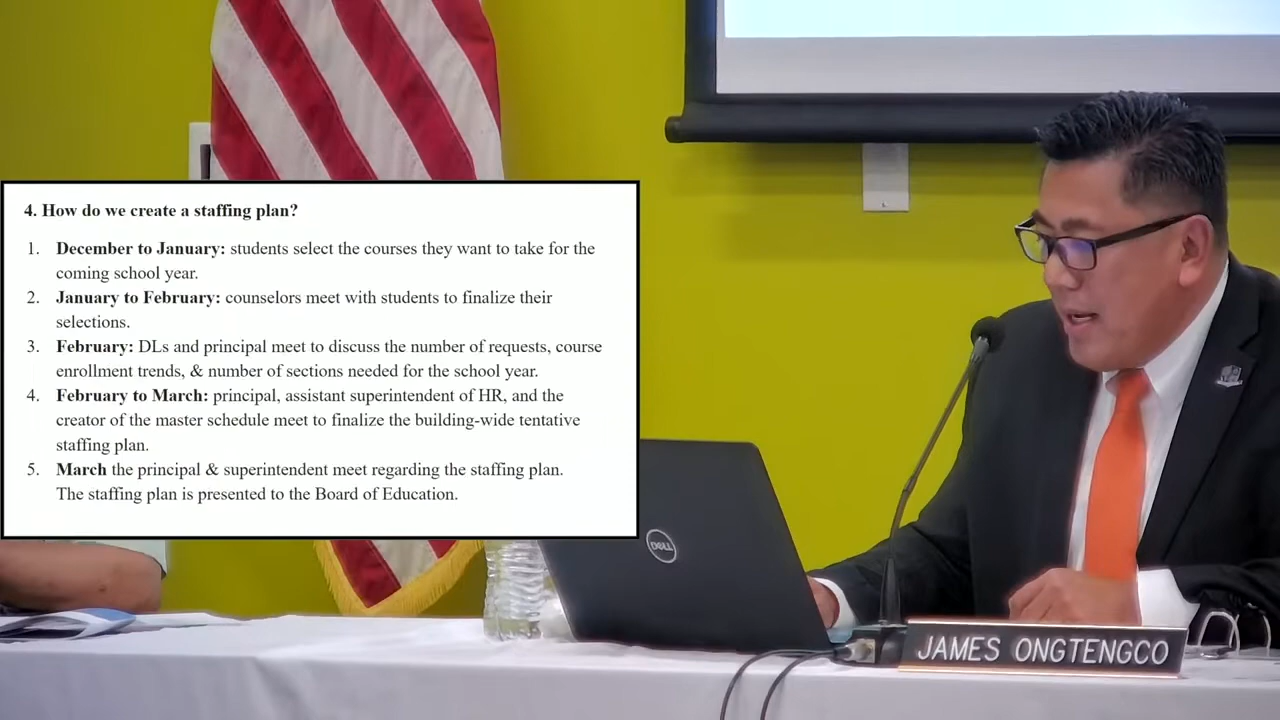 4. How do we create a staffing plan?
1. December to January: students select the courses they want to take for the
coming school year.
2. January to February: counselors meet with students to finalize their
selections.
3. February: DLs and principal meet to discuss the number of requests, course
enrollment trends, & number of sections needed for the school year.
4. February to March: principal, assistant superintendent of HR, and the
creator of the master schedule meet to finalize the building-wide tentative
staffing plan.
5. March the principal & superintendent meet regarding the staffing plan.
The staffing plan is presented to the Board of Education.
DELL
JAMES ONGTENGCO